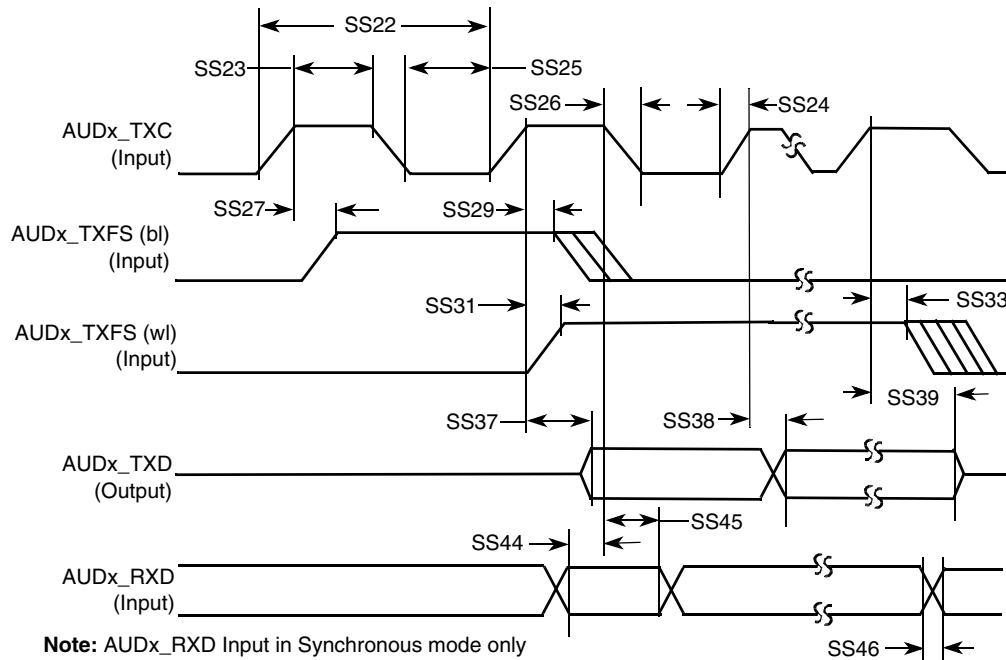 SS22
SS23
SS25
SS26
SS24
AUDx_TXC
(Input)
SS27
SS29
AUDx_TXFS (bl)
(Input)
SS31
SS33
AUDx_TXFS (wl)
(Input)
SS37
SS38
SS39
AUDx_TXD
(Output)
SS44
SS45
AUDx_RXD
(Input)
Note: AUDx_RXD Input in Synchronous mode only
SS46